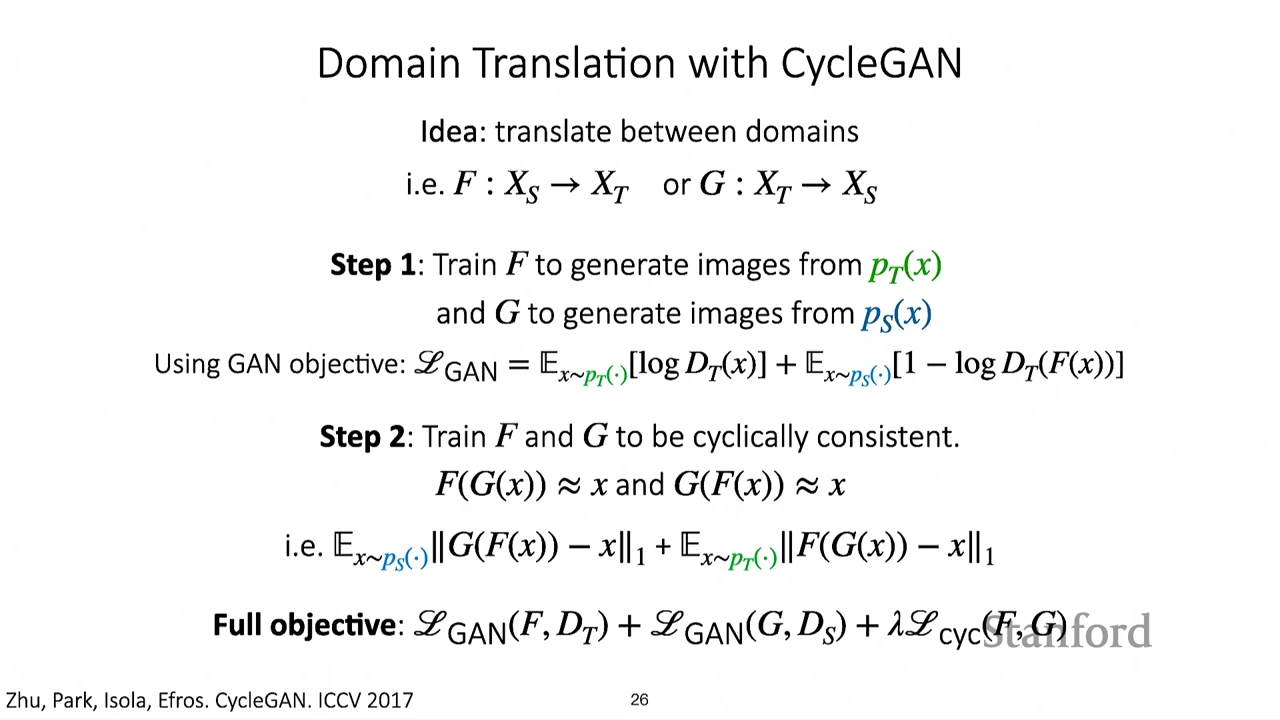 Domain Translation with CycleGAN
Idea: translate between domains
i.e. F : X_S → X_T or G : X_T → X_S
Step 1: Train F to generate images from p_T(x)
and G to generate images from p_S(x)
Using GAN objective: ℒ_GAN = 𝔼_{x~p_T(·)}[log D_T(x)] + 𝔼_{x~p_S(·)}[1 − log D_T(F(x))]
Step 2: Train F and G to be cyclically consistent.
F(G(x)) ≈ x and G(F(x)) ≈ x
i.e. 𝔼_{x~p_S(·)}‖G(F(x)) − x‖_1 + 𝔼_{x~p_T(·)}‖F(G(x)) − x‖_1
Full objective: ℒ_GAN(F, D_T) + ℒ_GAN(G, D_S) + λℒ_cyc(F, G)
Stanford
Zhu, Park, Isola, Efros. CycleGAN. ICCV 2017
26